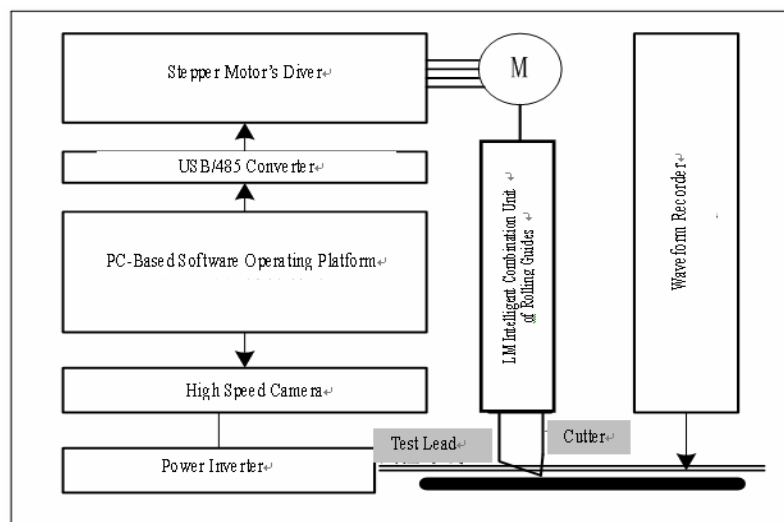 Stepper Motor's Diver↵
M
USB/485 Converter↵
PC-Based Software Operating Platform↵
LM Intelligent Combination Unit↵
of Rolling Guides ↵
Waveform Recorder↵
High Speed Camera↵
Test Lead↵
Cutter↵
Power Inverter↵